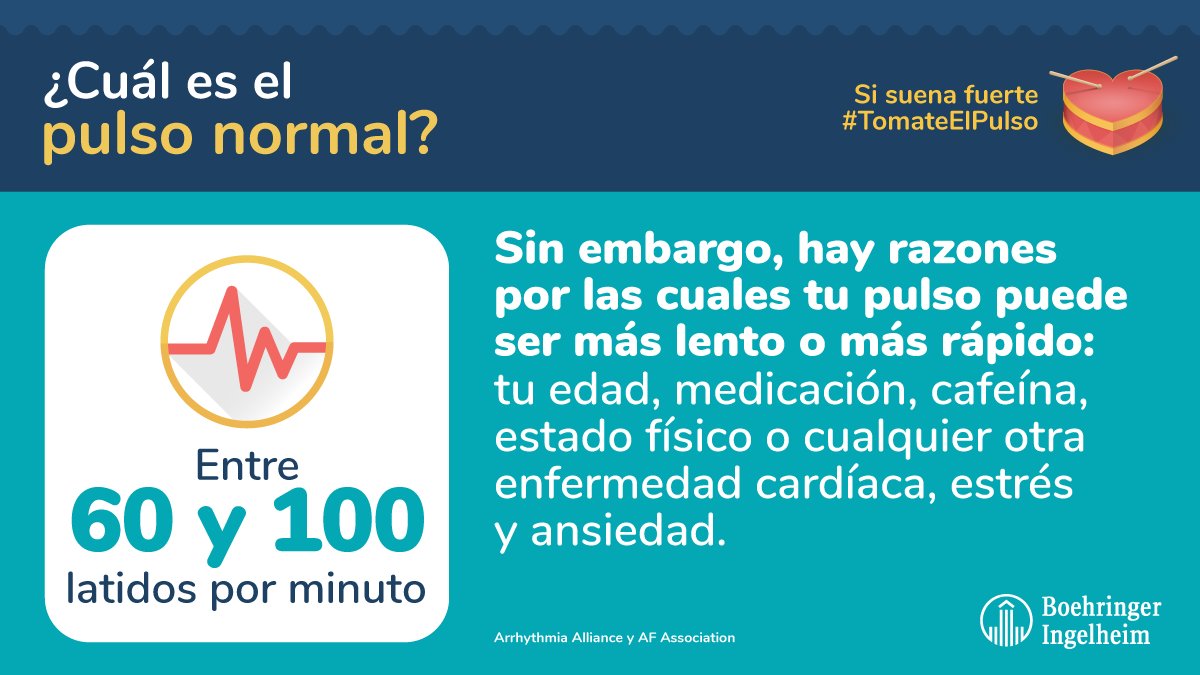 ¿Cuál es el
pulso normal?
Si suena fuerte
#TomateElPulso
Entre
60 y 100
latidos por minuto
Sin embargo, hay razones
por las cuales tu pulso puede
ser más lento o más rápido:
tu edad, medicación, cafeína,
estado físico o cualquier otra
enfermedad cardíaca, estrés
y ansiedad.
Arrhythmia Alliance y AF Association
Boehringer
Ingelheim